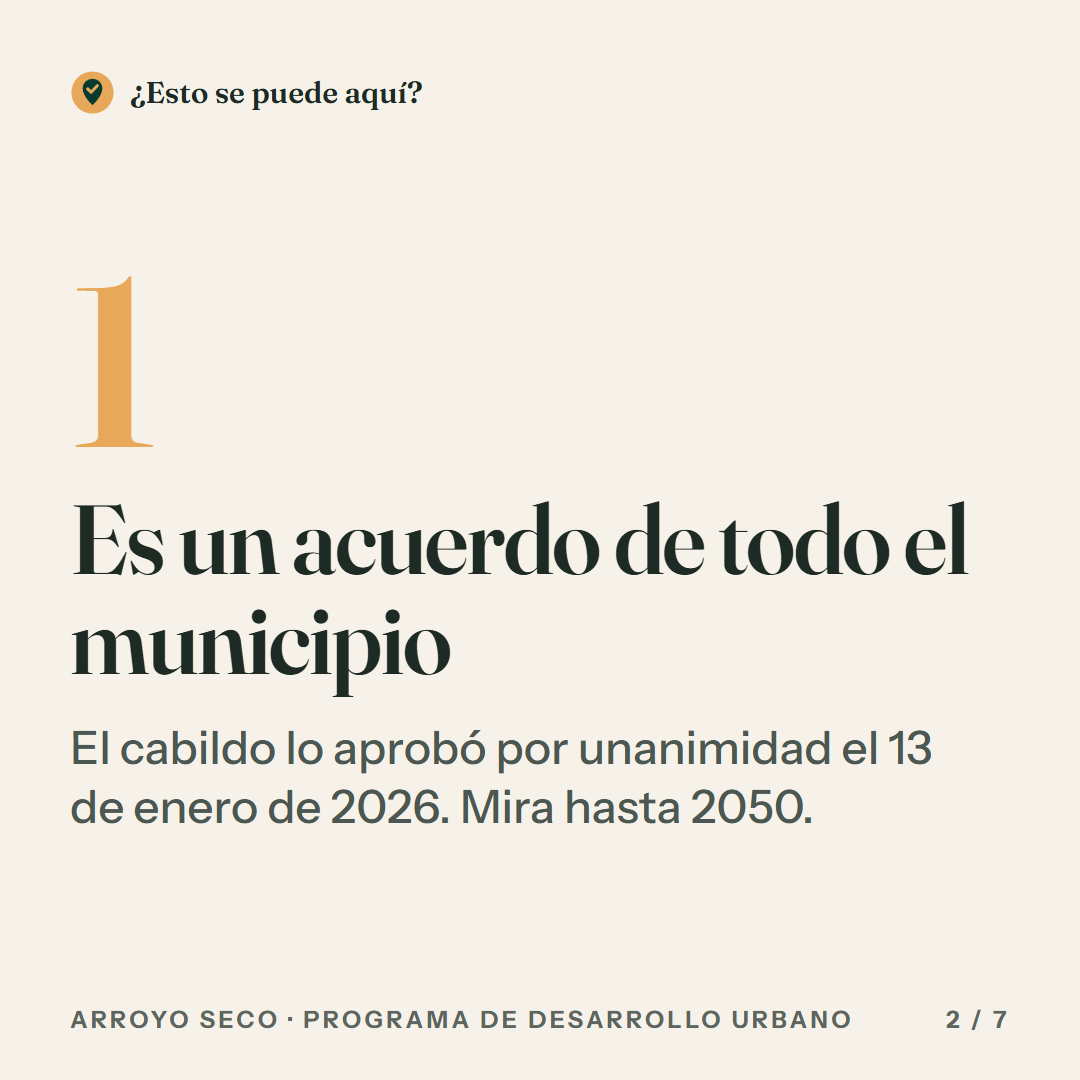 ¿Esto se puede aquí?
1
Es un acuerdo de todo el
municipio
El cabildo lo aprobó por unanimidad el 13
de enero de 2026. Mira hasta 2050.
ARROYO SECO · PROGRAMA DE DESARROLLO URBANO 2 / 7